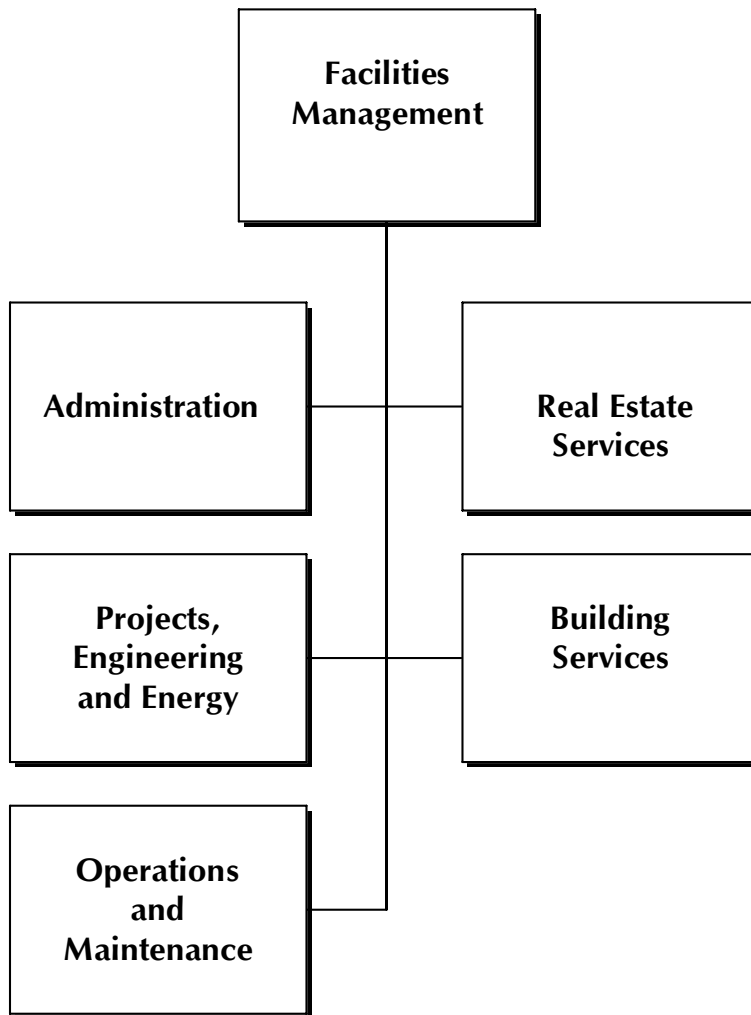 Facilities
Management
Administration
Real Estate
Services
Projects,
Engineering
and Energy
Building
Services
Operations
and
Maintenance